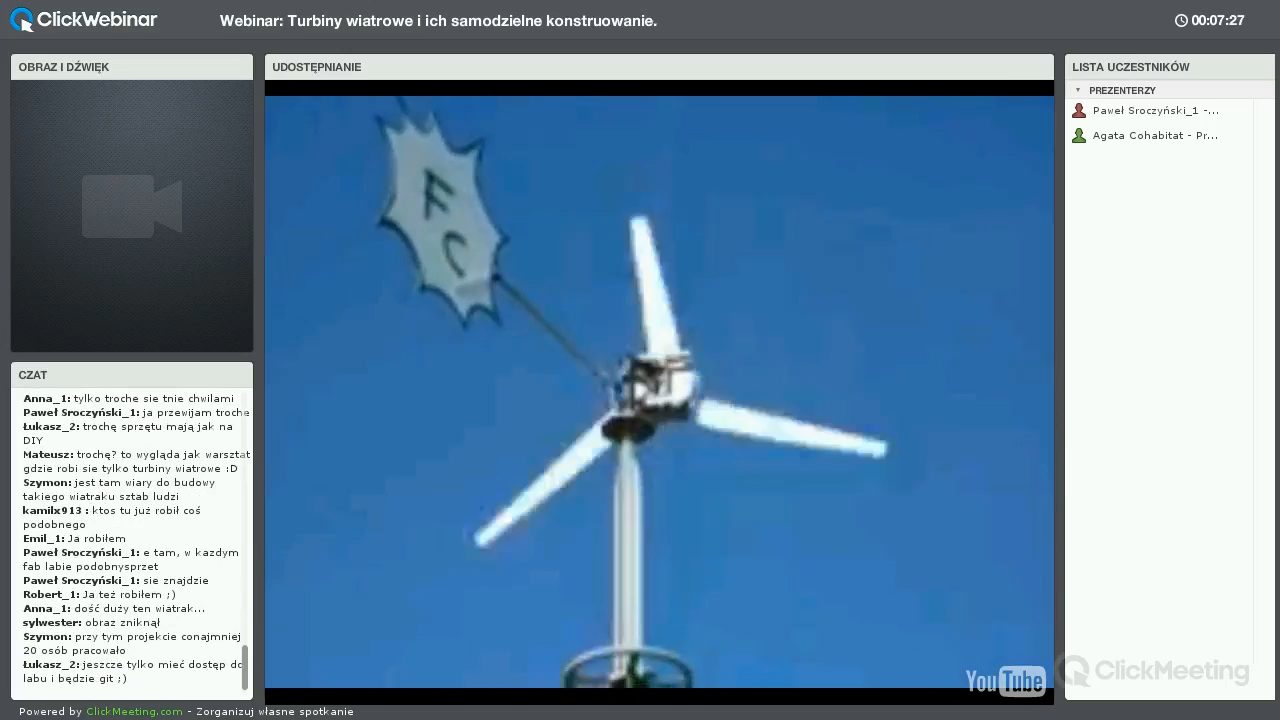 ClickWebinar
Webinar: Turbiny wiatrowe i ich samodzielne konstruowanie.
00:07:27
OBRAZ I DŹWIĘK
UDOSTĘPNIANIE
LISTA UCZESTNIKÓW
PREZENTERZY
Paweł Sroczyński_1 -...
Agata Cohabitat - Pr...
F
C
CZAT
Anna_1: tylko troche sie tnie chwilami
Paweł Sroczyński_1: ja przewijam troche
Łukasz_2: trochę sprzętu mają jak na
DIY
Mateusz: trochę? to wygląda jak warsztat
gdzie robi sie tylko turbiny wiatrowe :D
Szymon: jest tam wiary do budowy
takiego wiatraku sztab ludzi
kamilx913 : ktos tu już robił coś
podobnego
Emil_1: Ja robiłem
Paweł Sroczyński_1: e tam, w kazdym
fab labie podobnysprzet
Paweł Sroczyński_1: sie znajdzie
Robert_1: Ja też robiłem ;)
Anna_1: dość duży ten wiatrak...
sylwester: obraz zniknął
Szymon: przy tym projekcie conajmniej
20 osób pracowało
Łukasz_2: jeszcze tylko mieć dostęp do
labu i będzie git ;)
YouTube
ClickMeeting
Powered by ClickMeeting.com - Zorganizuj własne spotkanie